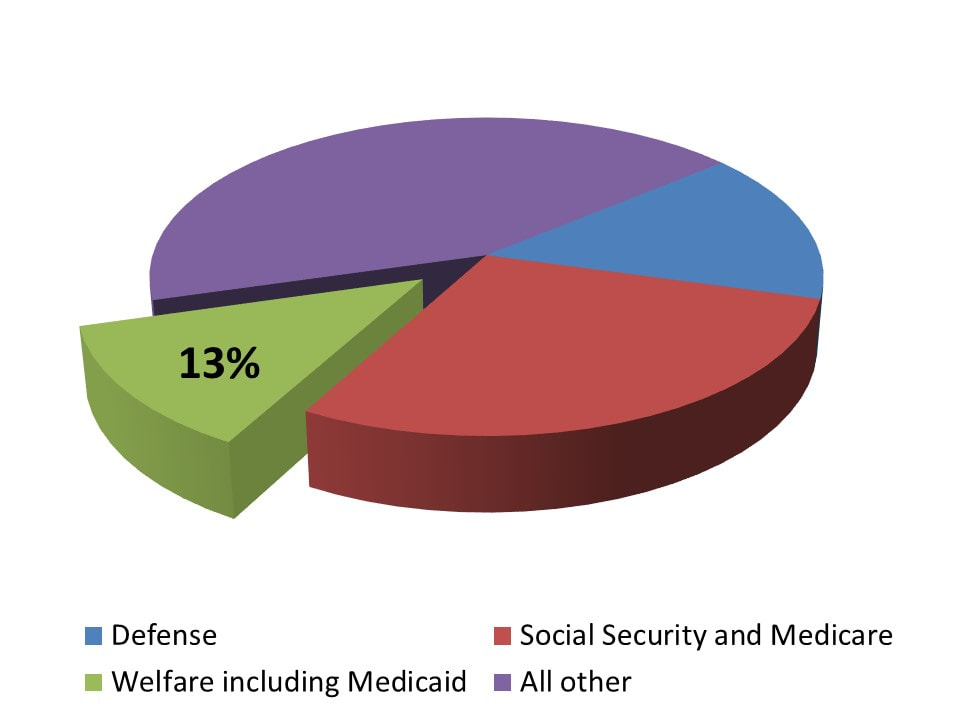 13%
Defense
Social Security and Medicare
Welfare including Medicaid
All other